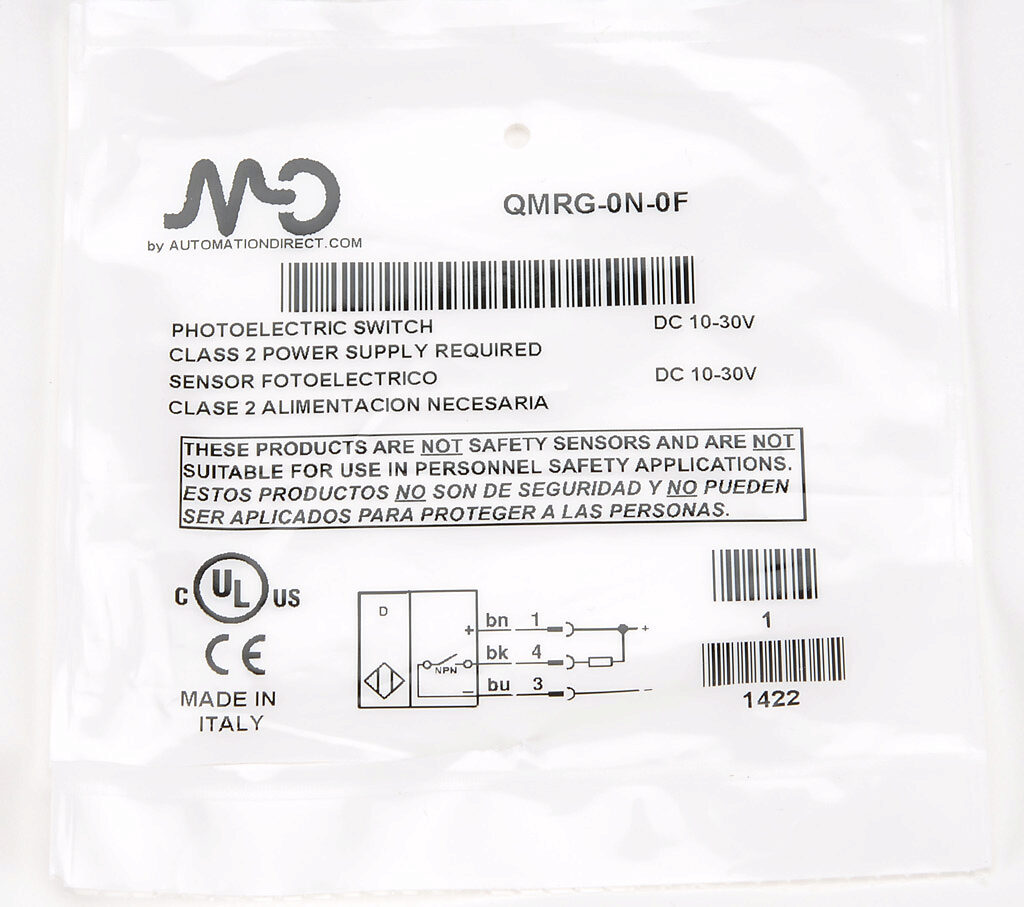 QMRG-0N-0F
by AUTOMATIONDIRECT.COM
PHOTOELECTRIC SWITCH DC 10-30V
CLASS 2 POWER SUPPLY REQUIRED
SENSOR FOTOELECTRICO DC 10-30V
CLASE 2 ALIMENTACION NECESARIA
THESE PRODUCTS ARE NOT SAFETY SENSORS AND ARE NOT
SUITABLE FOR USE IN PERSONNEL SAFETY APPLICATIONS.
ESTOS PRODUCTOS NO SON DE SEGURIDAD Y NO PUEDEN
SER APLICADOS PARA PROTEGER A LAS PERSONAS.
C UL US
CE
MADE IN
ITALY
D
+ bn 1 +
NPN bk 4
- bu 3 -
1
1422